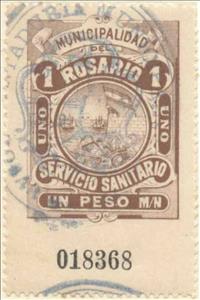 MUNICIPALIDAD
DEL
1 ROSARIO 1
UNO UNO
SERVICIO SANITARIO
UN PESO M/N
018368